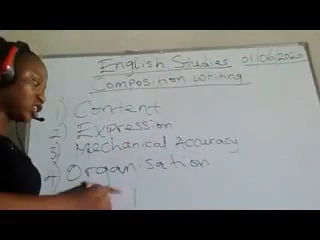 English Studies 01/06/2020
Composition writing
1) Content
2) Expression
3) Mechanical Accuracy
4) Organisation